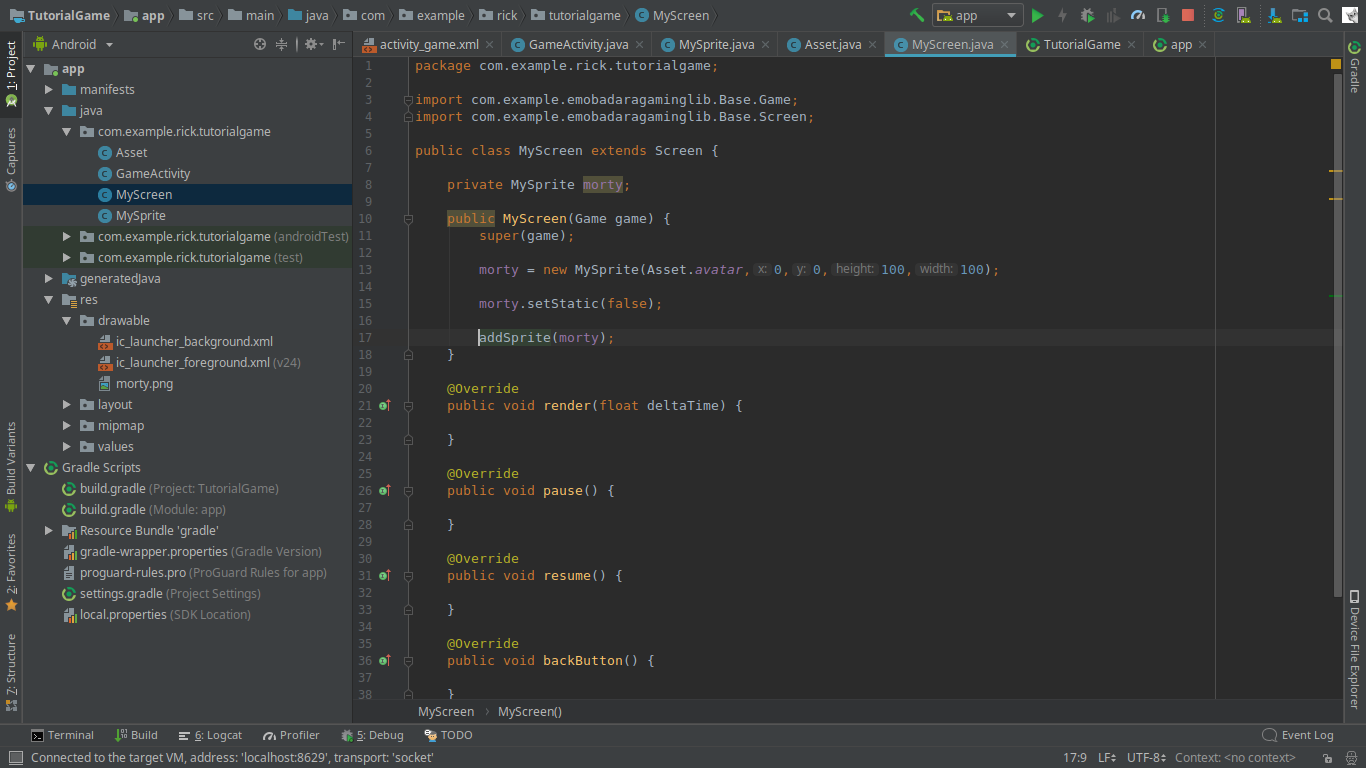 TutorialGame app src main java com example rick tutorialgame MyScreen app
1: Project
Captures
Build Variants
2: Favorites
7: Structure
Android
app
manifests
java
com.example.rick.tutorialgame
Asset
GameActivity
MyScreen
MySprite
com.example.rick.tutorialgame (androidTest)
com.example.rick.tutorialgame (test)
generatedJava
res
drawable
ic_launcher_background.xml
ic_launcher_foreground.xml (v24)
morty.png
layout
mipmap
values
Gradle Scripts
build.gradle (Project: TutorialGame)
build.gradle (Module: app)
Resource Bundle 'gradle'
gradle-wrapper.properties (Gradle Version)
proguard-rules.pro (ProGuard Rules for app)
settings.gradle (Project Settings)
local.properties (SDK Location)
activity_game.xml GameActivity.java MySprite.java Asset.java MyScreen.java TutorialGame app
1 package com.example.rick.tutorialgame;
2
3 import com.example.emobadaragaminglib.Base.Game;
4 import com.example.emobadaragaminglib.Base.Screen;
5
6 public class MyScreen extends Screen {
7
8 private MySprite morty;
9
10 public MyScreen(Game game) {
11 super(game);
12
13 morty = new MySprite(Asset.avatar, x: 0, y: 0, height: 100, width: 100);
14
15 morty.setStatic(false);
16
17 addSprite(morty);
18 }
19
20 @Override
21 public void render(float deltaTime) {
22
23 }
24
25 @Override
26 public void pause() {
27
28 }
29
30 @Override
31 public void resume() {
32
33 }
34
35 @Override
36 public void backButton() {
37
38 }
MyScreen MyScreen()
Gradle
Device File Explorer
Terminal Build 6: Logcat Profiler 5: Debug TODO Event Log
Connected to the target VM, address: 'localhost:8629', transport: 'socket' 17:9 LF UTF-8 Context: <no context>